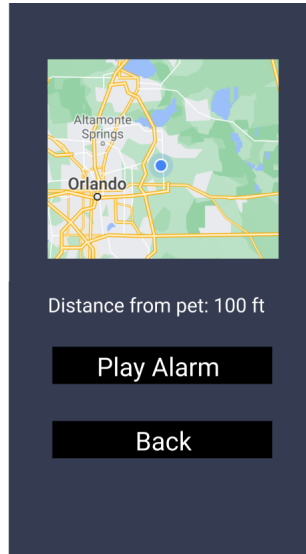 Altamonte
Springs
Orlando
Distance from pet: 100 ft
Play Alarm
Back